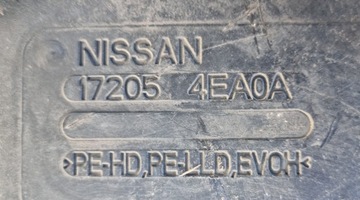 NISSAN
17205 4EA0A
>PE-HD,PE-LLD,EVOH<